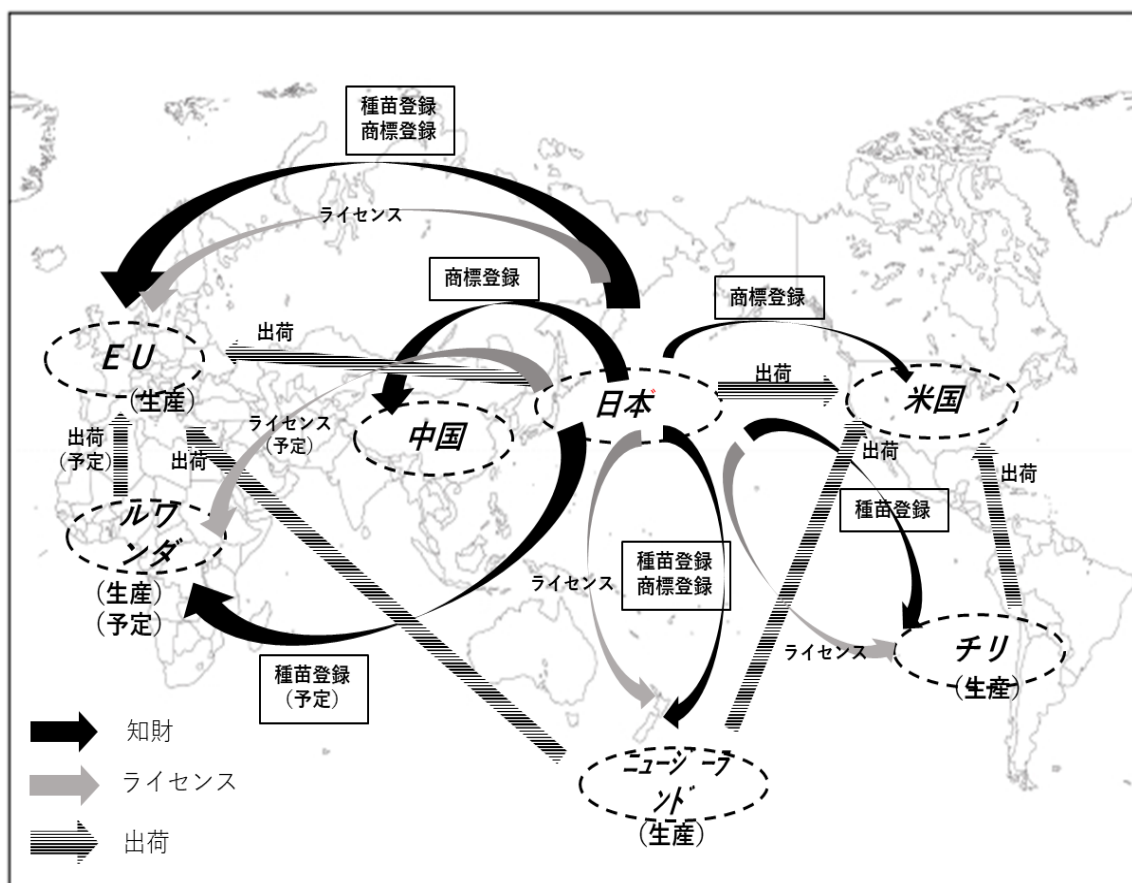 種苗登録
商標登録
ライセンス
商標登録
商標登録
出荷
ＥＵ
(生産)
出荷
日本
米国
中国
ライセンス
(予定)
出荷
(予定)
出荷
出荷
出荷
種苗登録
ルワ
ンダ
(生産)
(予定)
種苗登録
商標登録
ライセンス
ライセンス
チリ
(生産)
種苗登録
(予定)
ﾆｭｰｼﾞｰﾗ
ﾝﾄﾞ
(生産)
知財
ライセンス
出荷